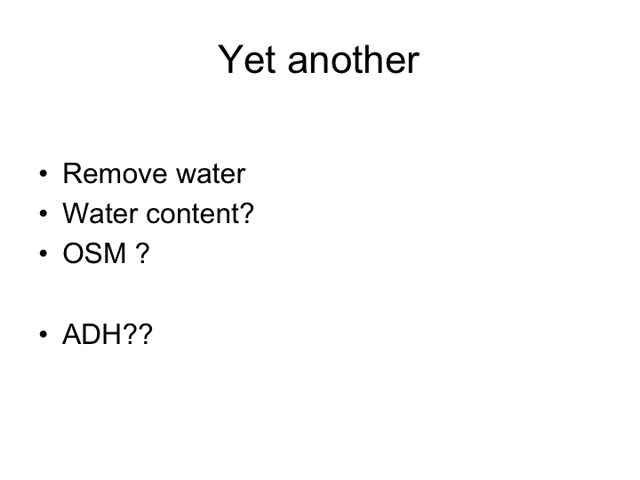 Yet another
• Remove water
• Water content?
• OSM ?
• ADH??